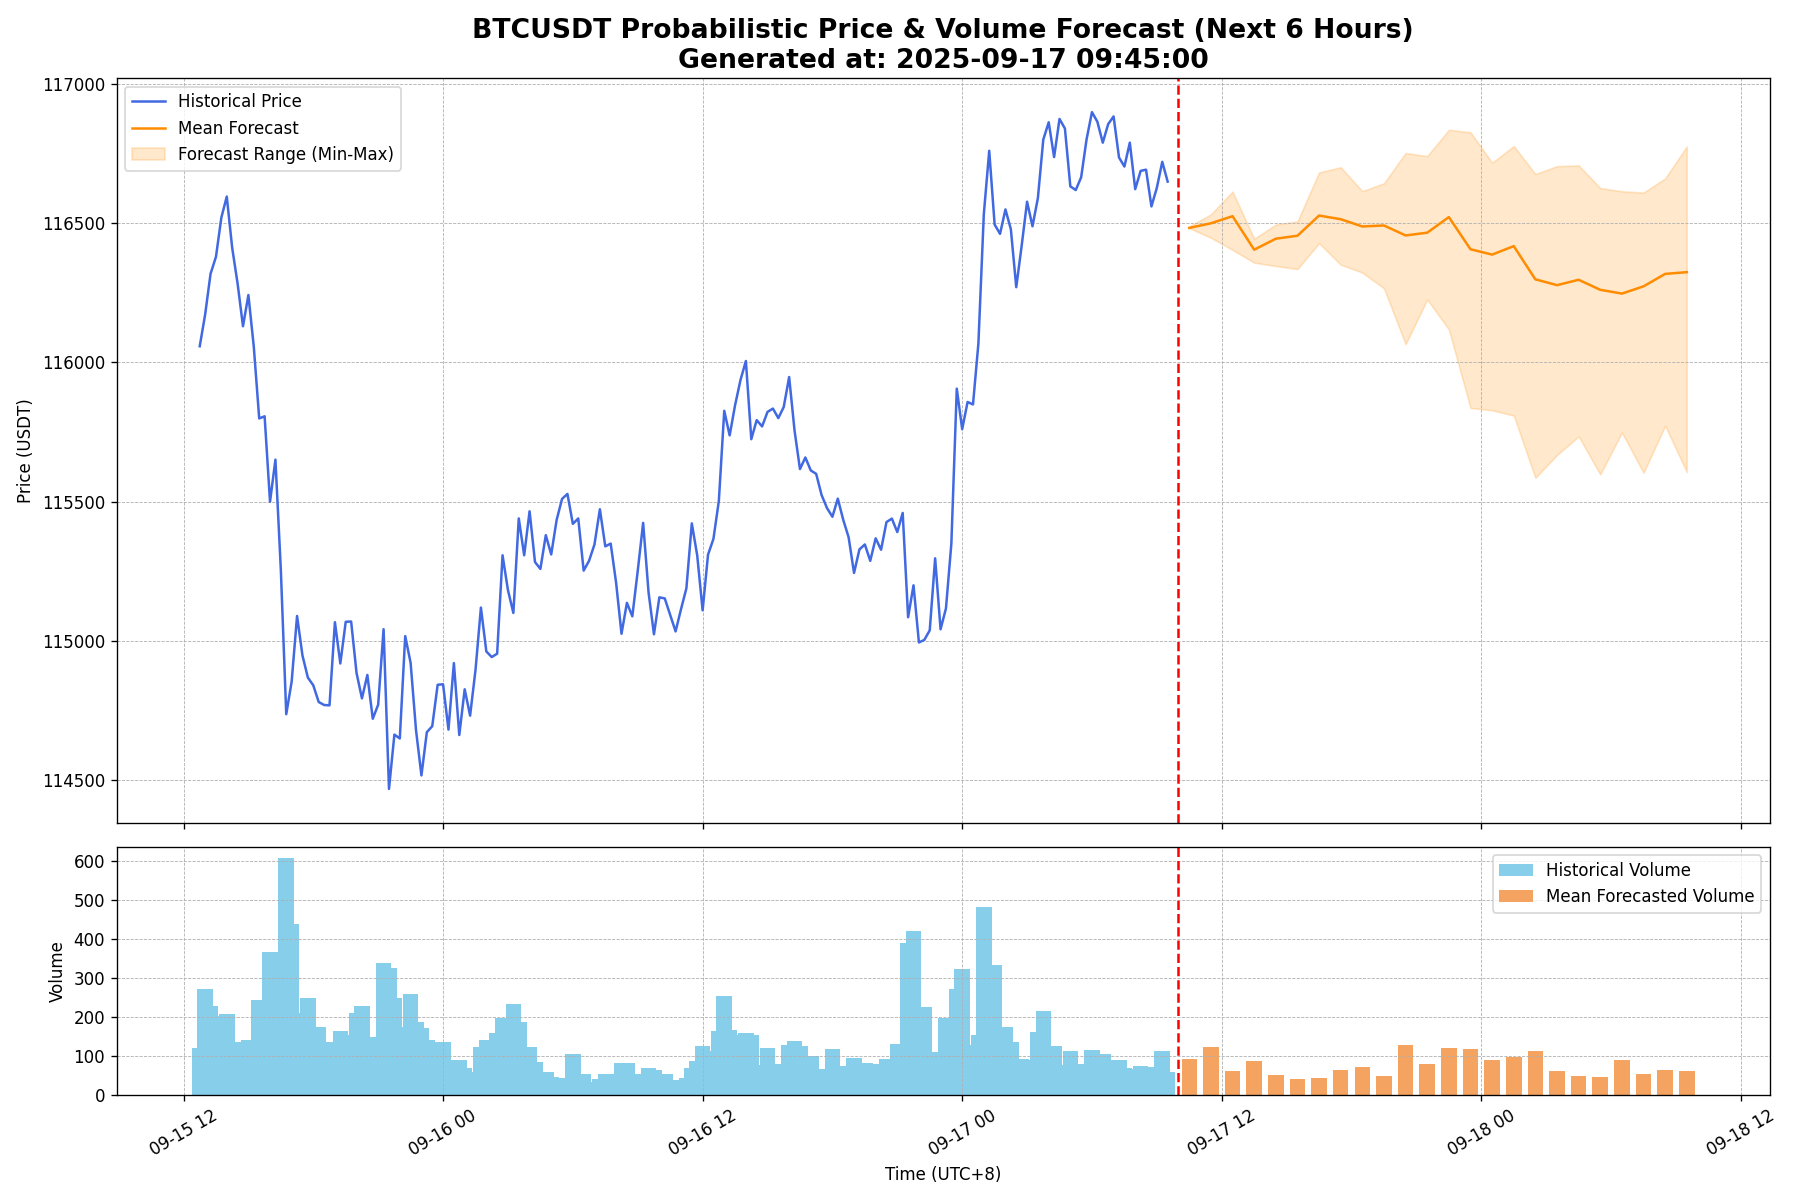 BTCUSDT Probabilistic Price & Volume Forecast (Next 6 Hours)
Generated at: 2025-09-17 09:45:00
Historical Price
Mean Forecast
Forecast Range (Min-Max)
117000
116500
116000
115500
115000
114500
Price (USDT)
Historical Volume
Mean Forecasted Volume
600
500
400
300
200
100
0
Volume
09-15 12
09-16 00
09-16 12
09-17 00
09-17 12
09-18 00
09-18 12
Time (UTC+8)